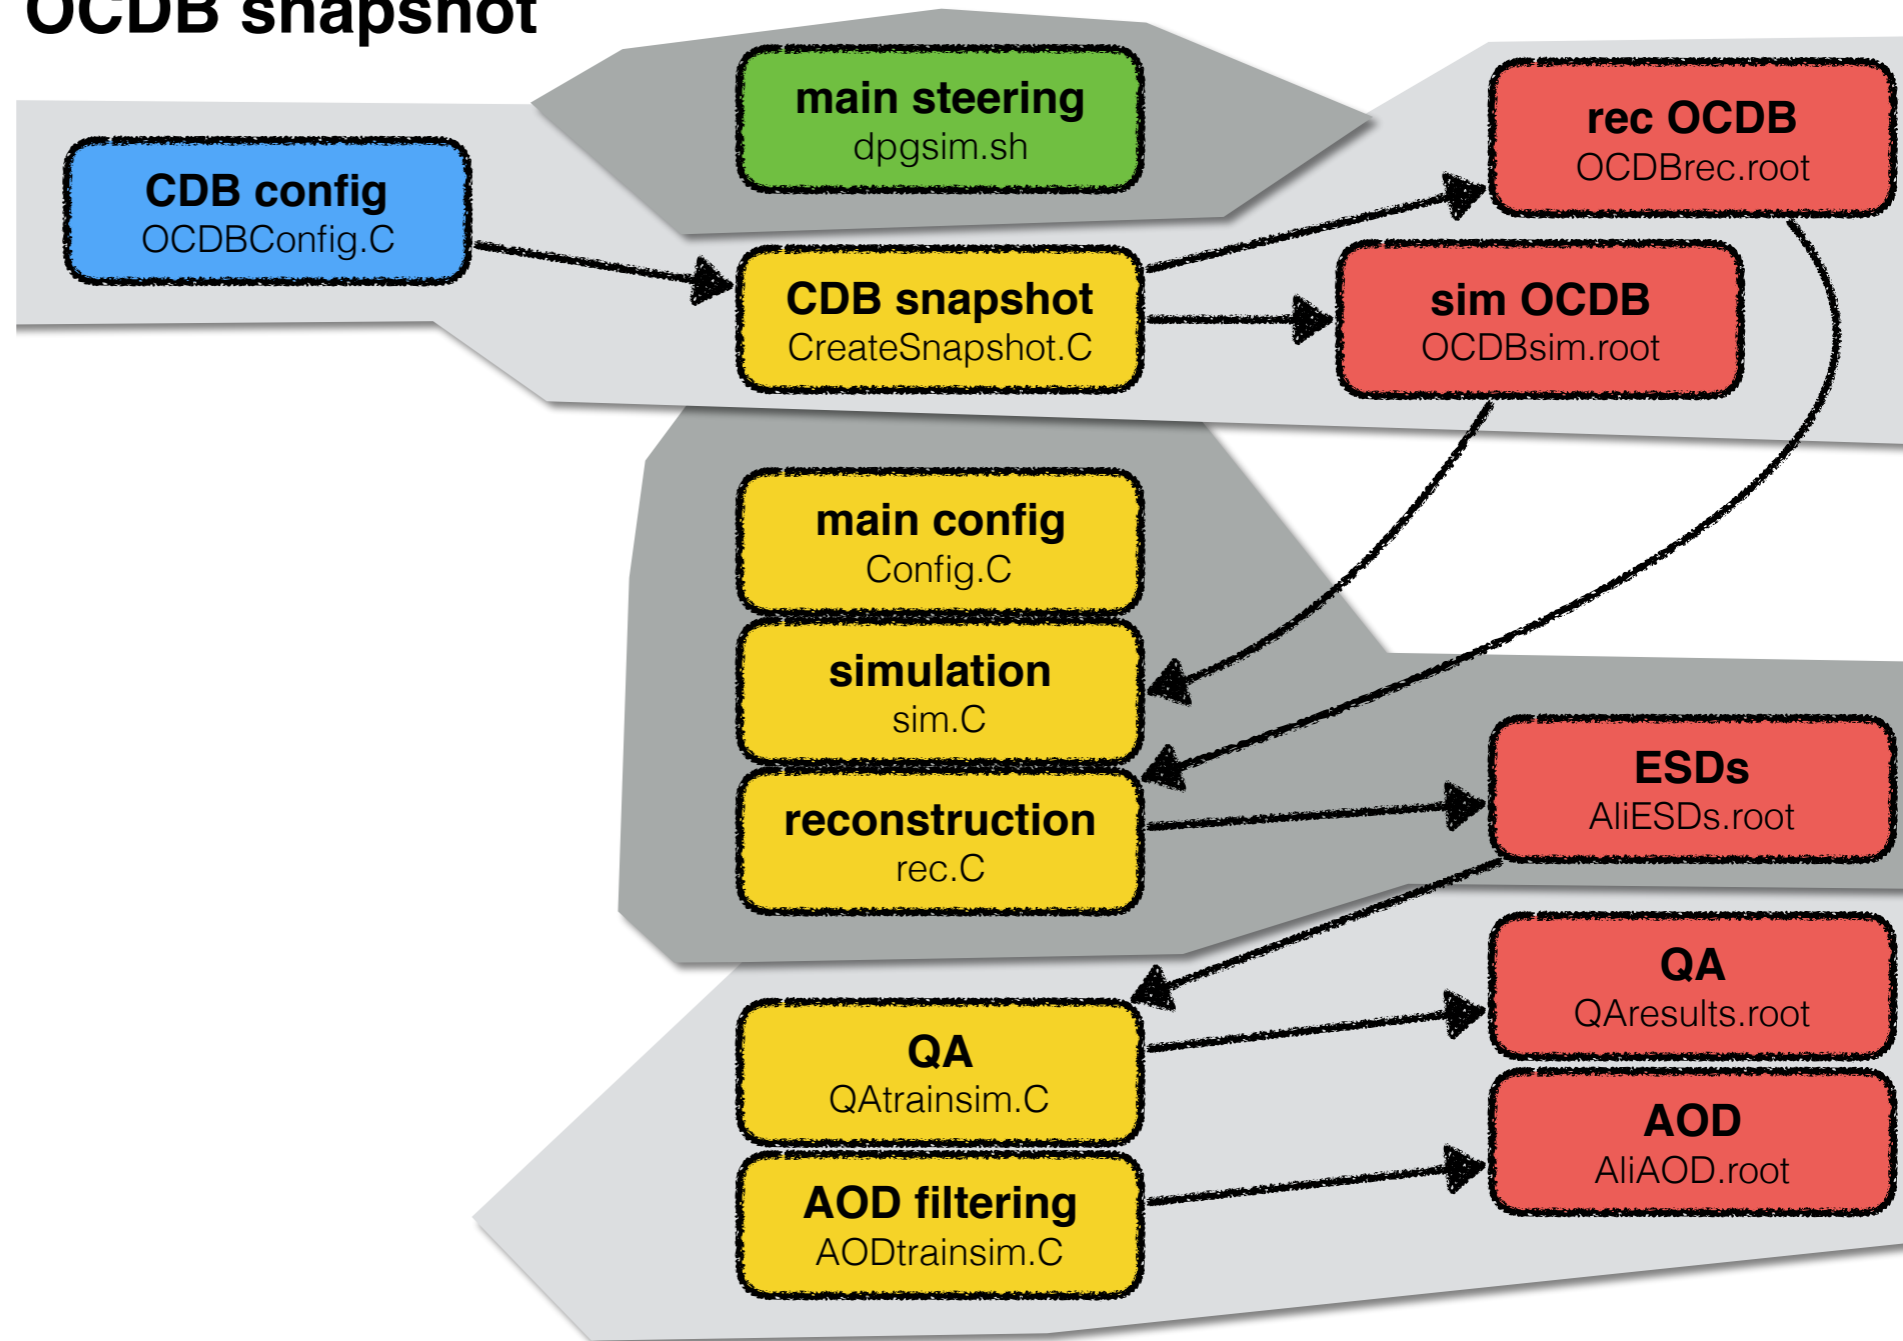 OCDB snapshot
main steering
dpgsim.sh
rec OCDB
OCDBrec.root
CDB config
OCDBConfig.C
CDB snapshot
CreateSnapshot.C
sim OCDB
OCDBsim.root
main config
Config.C
simulation
sim.C
reconstruction
rec.C
ESDs
AliESDs.root
QA
QAresults.root
QA
QAtrainsim.C
AOD
AliAOD.root
AOD filtering
AODtrainsim.C